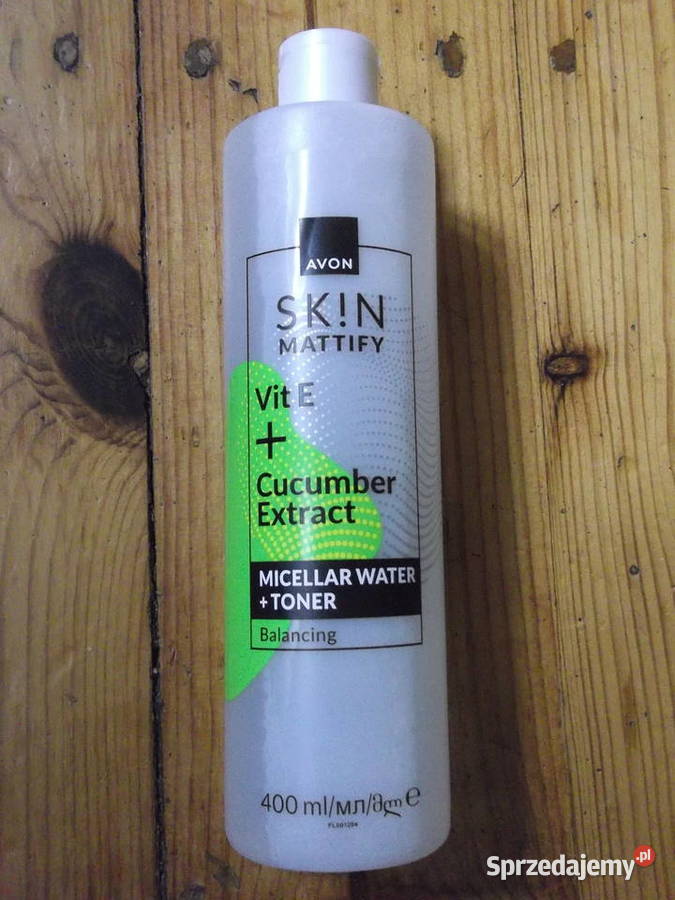 AVON
SK!N
MATTIFY
Vit E
+
Cucumber
Extract
MICELLAR WATER
+ TONER
Balancing
400 ml/мл/მლ ℮
Sprzedajemy.pl